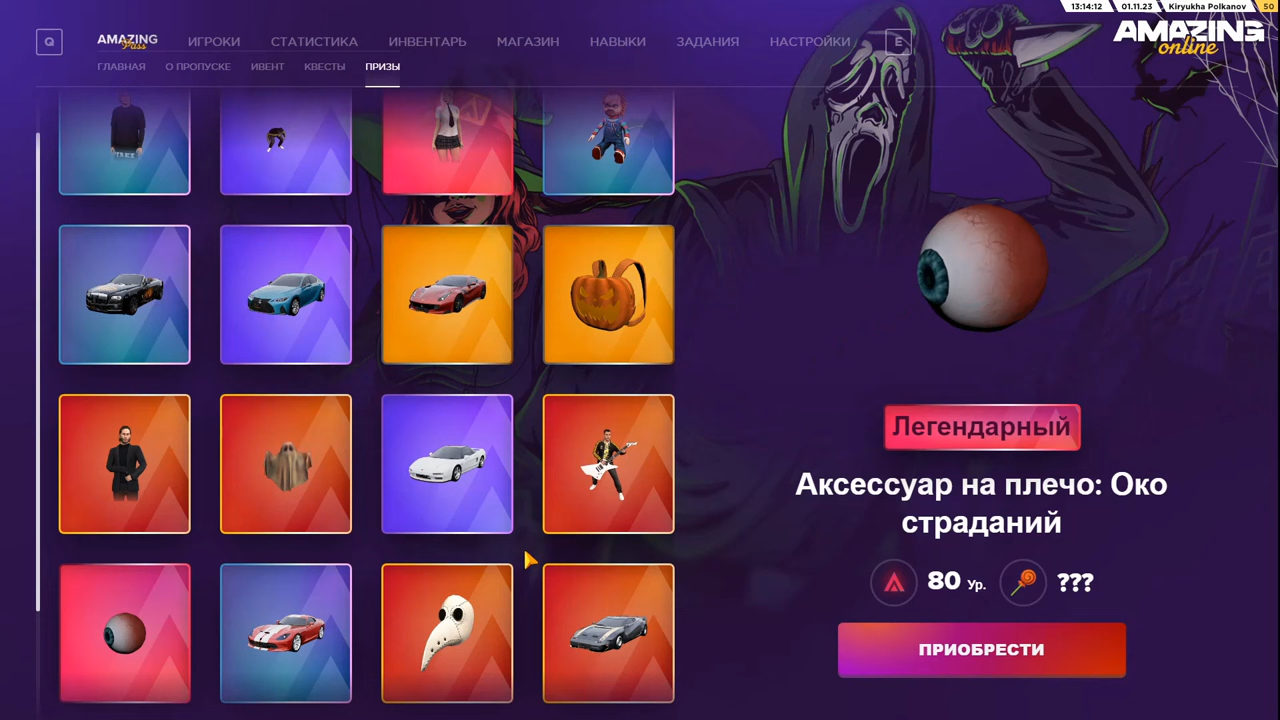 13:14:12
01.11.23
Kiryukha Polkanov
50
Q
AMAZING
Pass
ИГРОКИ
СТАТИСТИКА
ИНВЕНТАРЬ
МАГАЗИН
НАВЫКИ
ЗАДАНИЯ
НАСТРОЙКИ
E
AMAZING
online
ГЛАВНАЯ
О ПРОПУСКЕ
ИВЕНТ
КВЕСТЫ
ПРИЗЫ
Легендарный
Аксессуар на плечо: Око
страданий
80 Ур.
???
ПРИОБРЕСТИ